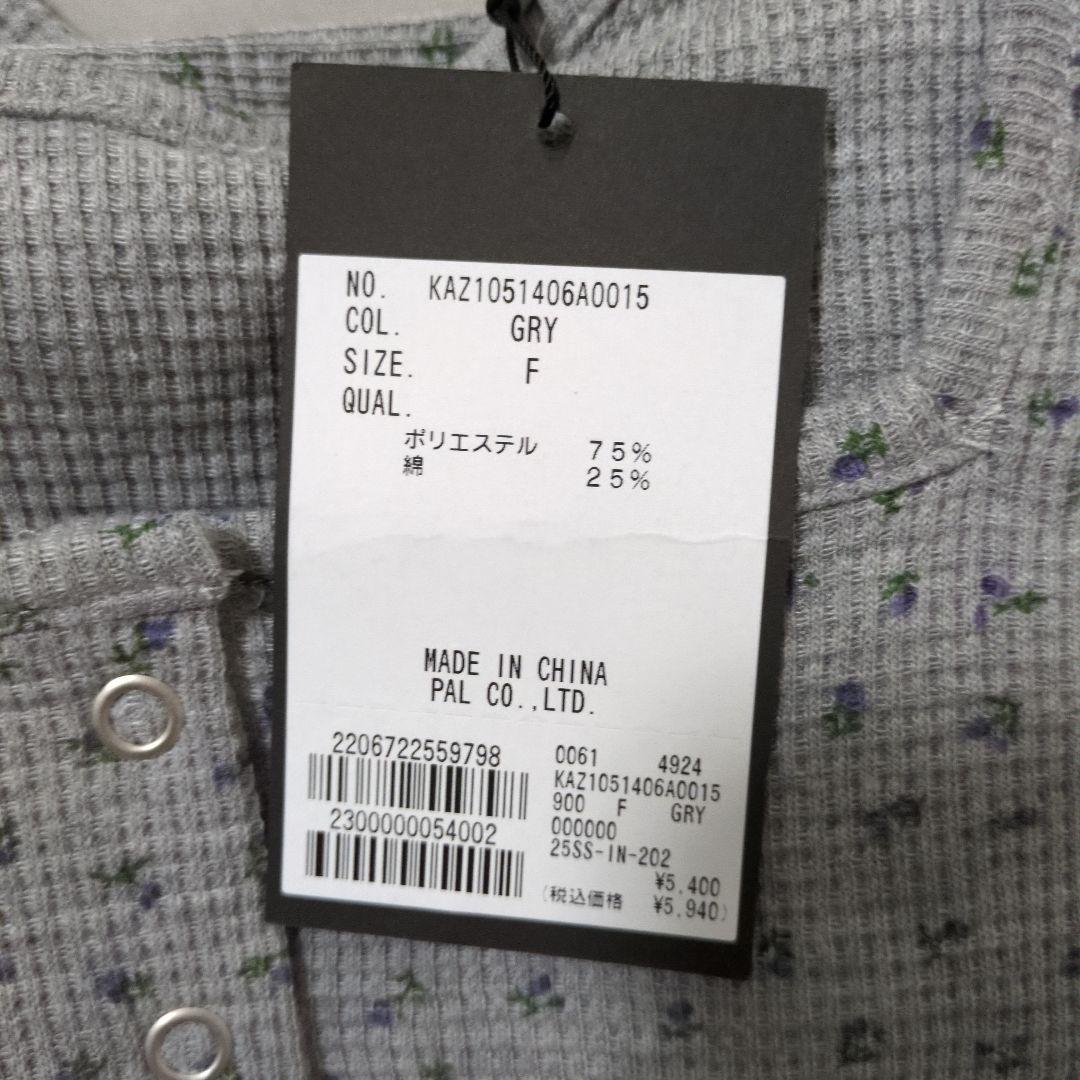 NO. KAZ1051406A0015
COL. GRY
SIZE. F
QUAL.
ポリエステル 75%
綿 25%
MADE IN CHINA
PAL CO.,LTD.
2206722559798
2300000054002
0061 4924
KAZ1051406A0015
900 F GRY
000000
25SS-IN-202
¥5.400
(税込価格 ¥5.940)